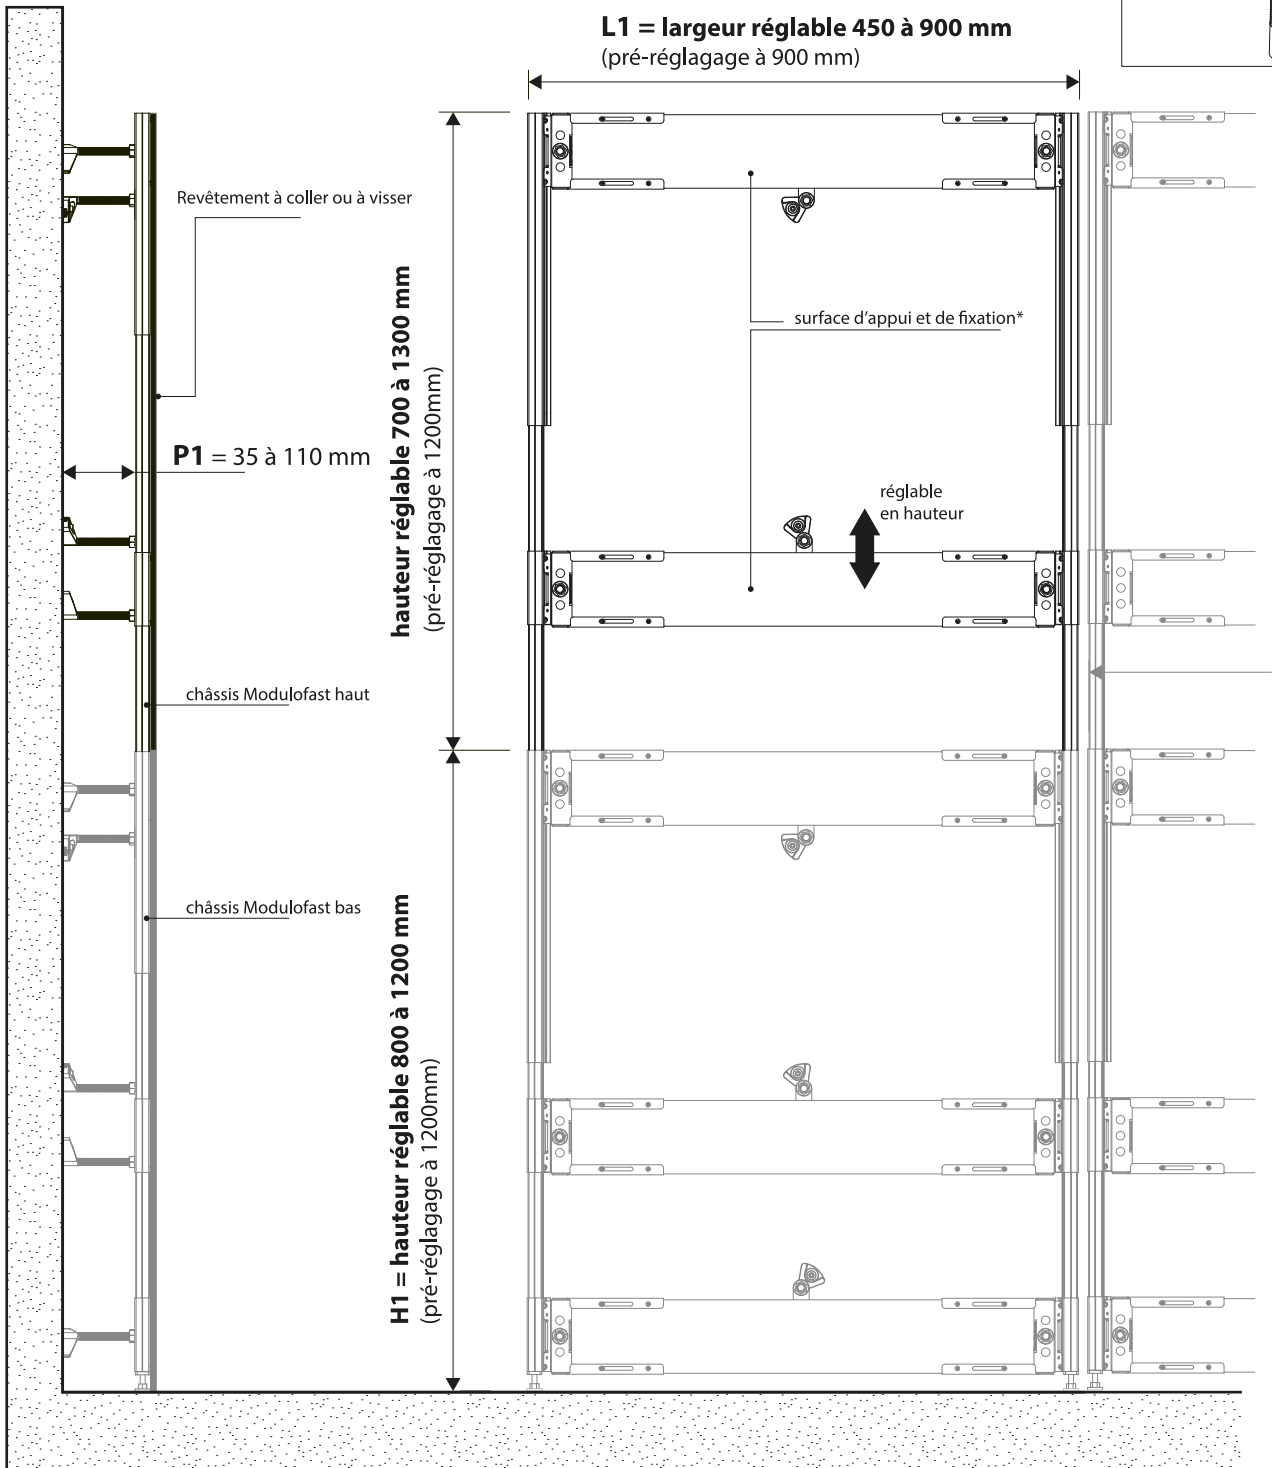 L1 = largeur réglable 450 à 900 mm
(pré-réglagage à 900 mm)
Revêtement à coller ou à visser
hauteur réglable 700 à 1300 mm
(pré-réglagage à 1200mm)
surface d'appui et de fixation*
P1 = 35 à 110 mm
réglable
en hauteur
châssis Modulofast haut
châssis Modulofast bas
H1 = hauteur réglable 800 à 1200 mm
(pré-réglagage à 1200mm)